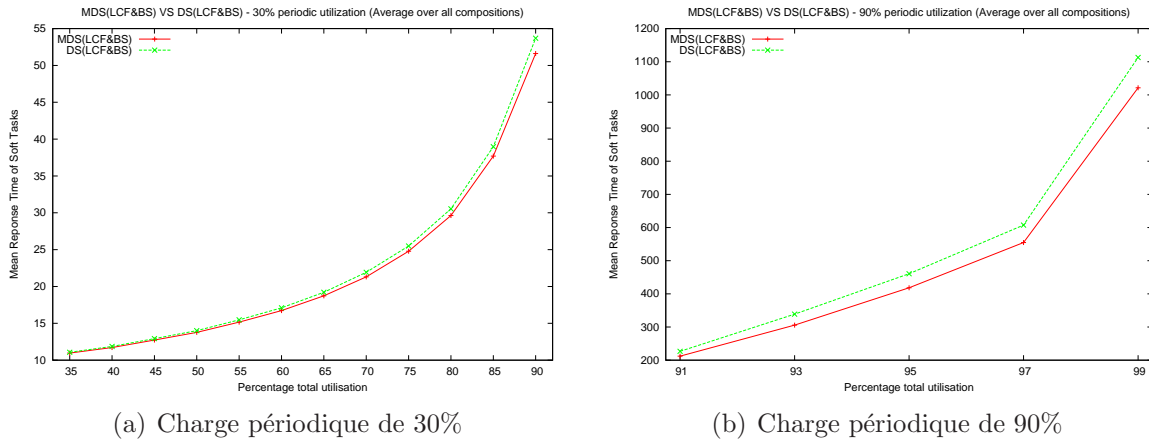 MDS(LCF&BS) VS DS(LCF&BS) - 30% periodic utilization (Average over all compositions)
55
50
45
40
35
30
25
20
15
10
MDS(LCF&BS)
DS(LCF&BS)
Mean Reponse Time of Soft Tasks
35 40 45 50 55 60 65 70 75 80 85 90
Percentage total utilisation
(a) Charge périodique de 30%
MDS(LCF&BS) VS DS(LCF&BS) - 90% periodic utilization (Average over all compositions)
1200
1100
1000
900
800
700
600
500
400
300
200
MDS(LCF&BS)
DS(LCF&BS)
Mean Reponse Time of Soft Tasks
91 93 95 97 99
Percentage total utilisation
(b) Charge périodique de 90%